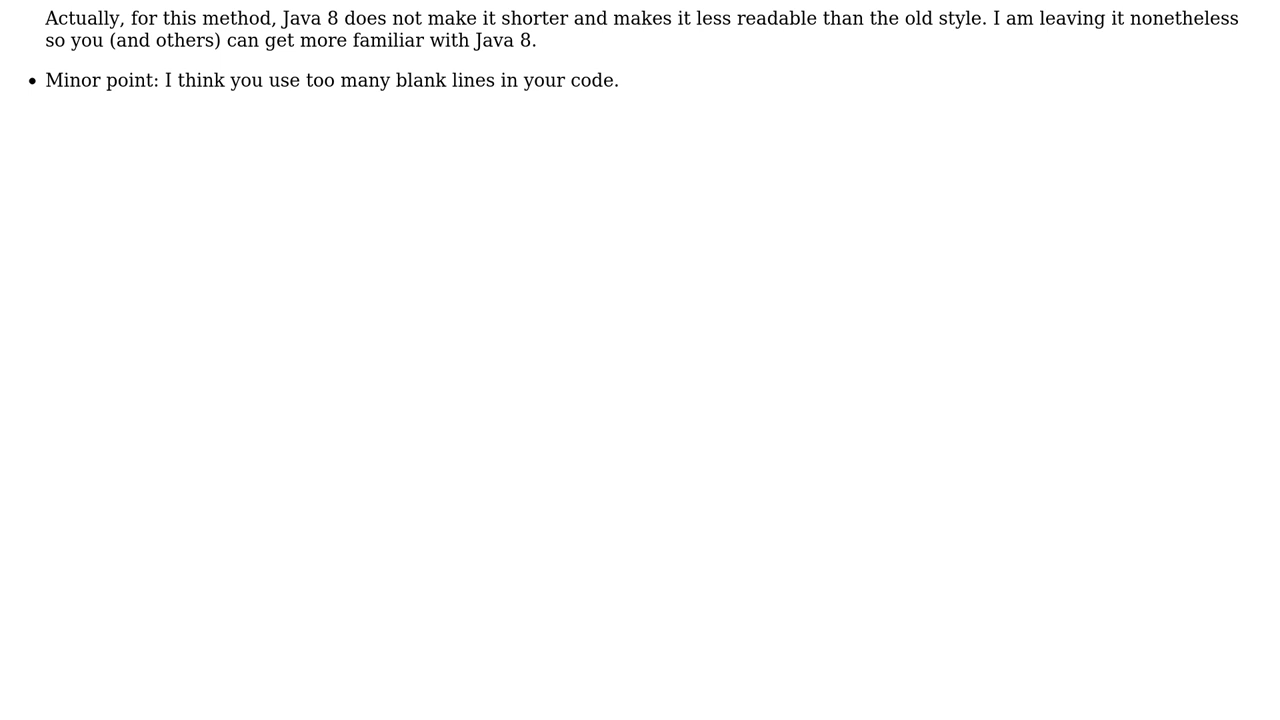 Actually, for this method, Java 8 does not make it shorter and makes it less readable than the old style. I am leaving it nonetheless
so you (and others) can get more familiar with Java 8.
• Minor point: I think you use too many blank lines in your code.